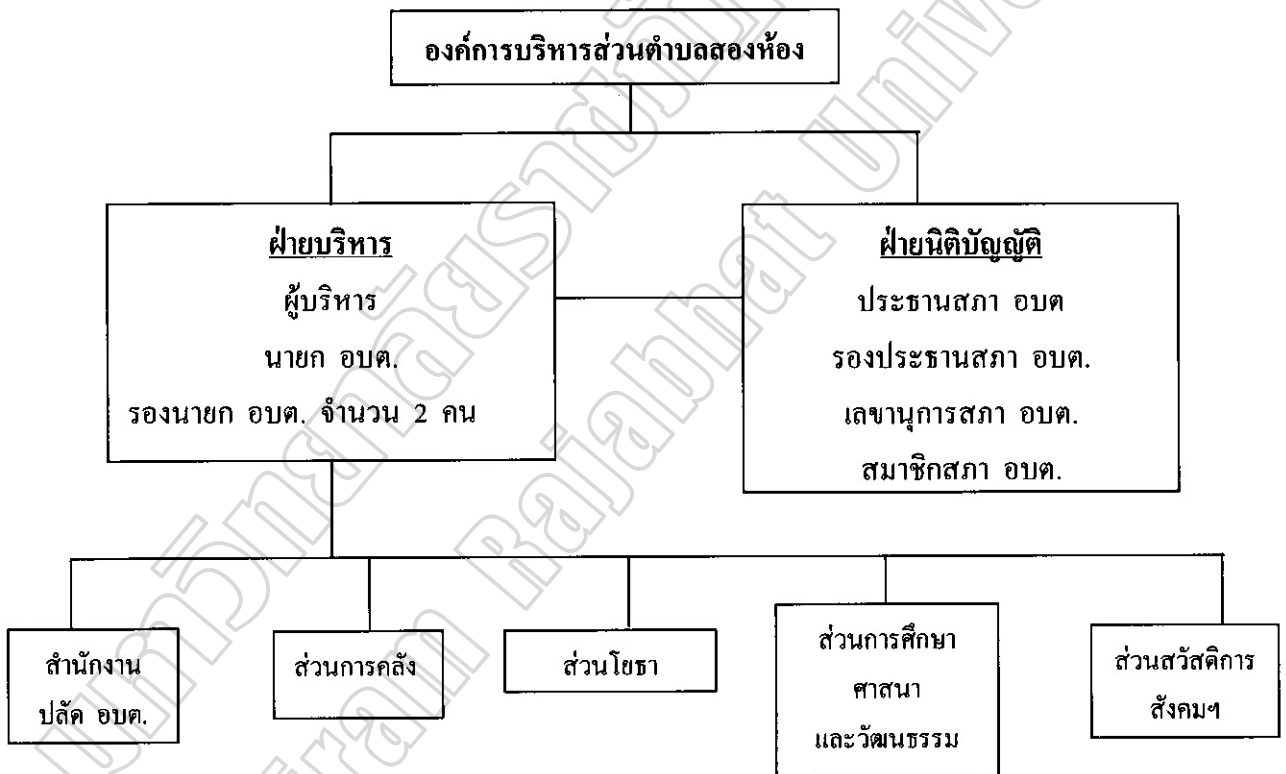 องค์การบริหารส่วนตำบลสองห้อง
ฝ่ายบริหาร
ผู้บริหาร
นายก อบต.
รองนายก อบต. จำนวน 2 คน
ฝ่ายนิติบัญญัติ
ประธานสภา อบต
รองประธานสภา อบต.
เลขานุการสภา อบต.
สมาชิกสภา อบต.
สำนักงาน
ปลัด อบต.
ส่วนการคลัง
ส่วนโยธา
ส่วนการศึกษา
ศาสนา
และวัฒนธรรม
ส่วนสวัสดิการ
สังคมฯ
Rajabhat